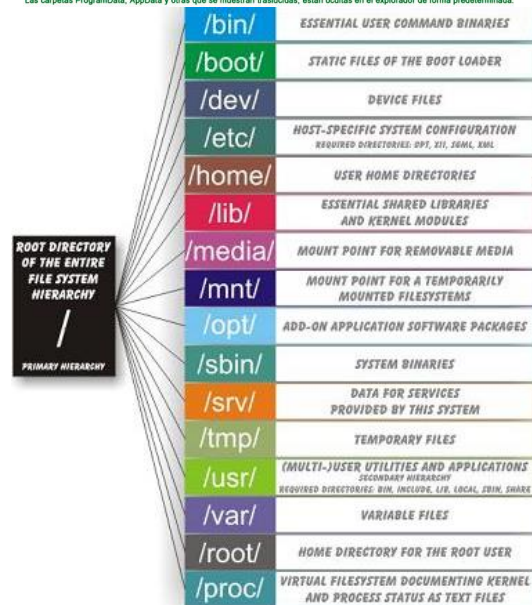 Las carpetas ProgramData, AppData y otras que se muestran traslúcidas, están ocultas en el explorador de forma predeterminada.
/bin/ ESSENTIAL USER COMMAND BINARIES
/boot/ STATIC FILES OF THE BOOT LOADER
/dev/ DEVICE FILES
/etc/ HOST-SPECIFIC SYSTEM CONFIGURATION
REQUIRED DIRECTORIES: OPT, XII, SGML, XML
/home/ USER HOME DIRECTORIES
/lib/ ESSENTIAL SHARED LIBRARIES
AND KERNEL MODULES
/media/ MOUNT POINT FOR REMOVABLE MEDIA
/mnt/ MOUNT POINT FOR A TEMPORARILY
MOUNTED FILESYSTEMS
/opt/ ADD-ON APPLICATION SOFTWARE PACKAGES
/sbin/ SYSTEM BINARIES
/srv/ DATA FOR SERVICES
PROVIDED BY THIS SYSTEM
/tmp/ TEMPORARY FILES
/usr/ (MULTI-)USER UTILITIES AND APPLICATIONS
SECONDARY HIERARCHY
REQUIRED DIRECTORIES: BIN, INCLUDE, LIB, LOCAL, SBIN, SHARE
/var/ VARIABLE FILES
/root/ HOME DIRECTORY FOR THE ROOT USER
/proc/ VIRTUAL FILESYSTEM DOCUMENTING KERNEL
AND PROCESS STATUS AS TEXT FILES
ROOT DIRECTORY
OF THE ENTIRE
FILE SYSTEM
HIERARCHY
/
PRIMARY HIERARCHY